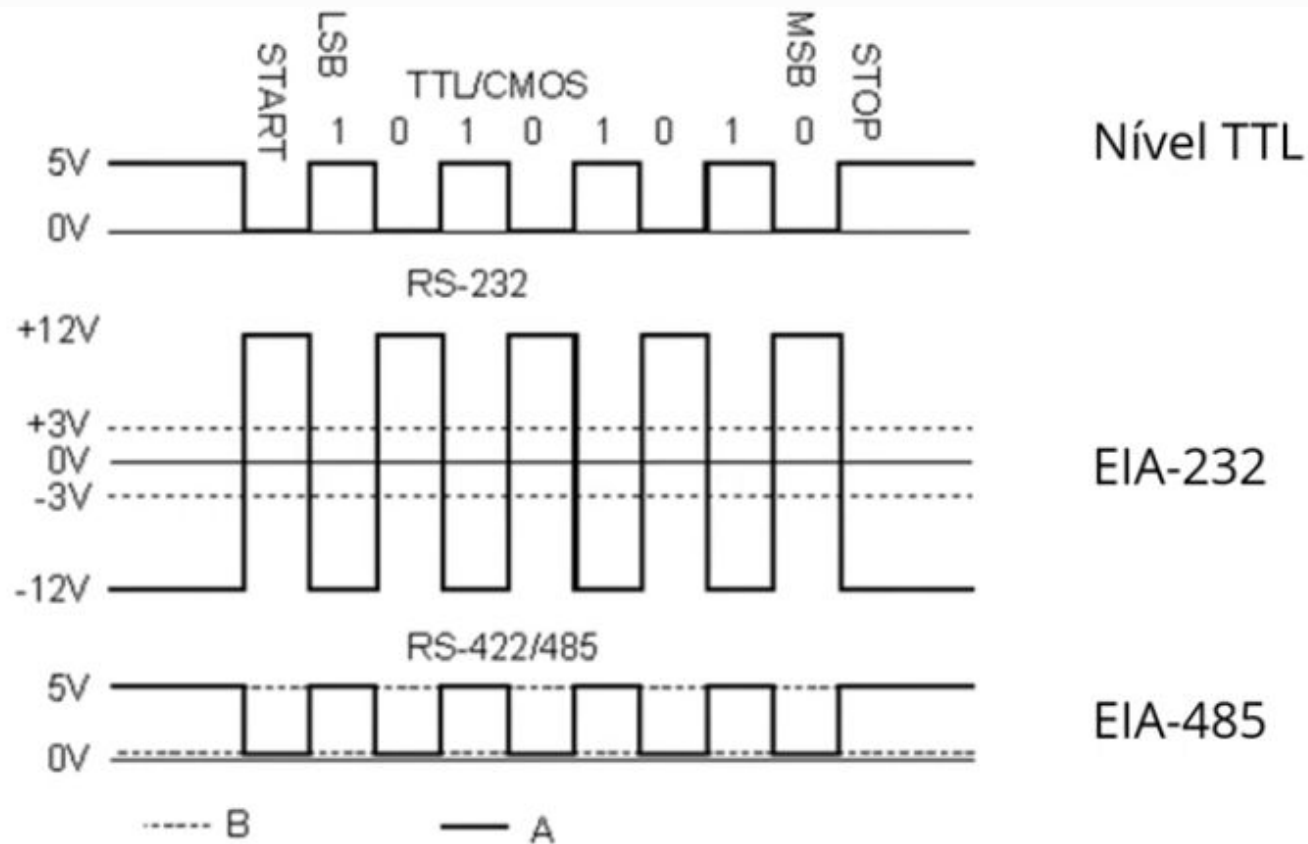 START
LSB
TTL/CMOS
MSB
STOP
1 0 1 0 1 0 1 0
Nível TTL
5V
0V
RS-232
+12V
+3V
0V
-3V
-12V
EIA-232
RS-422/485
5V
0V
EIA-485
B
A